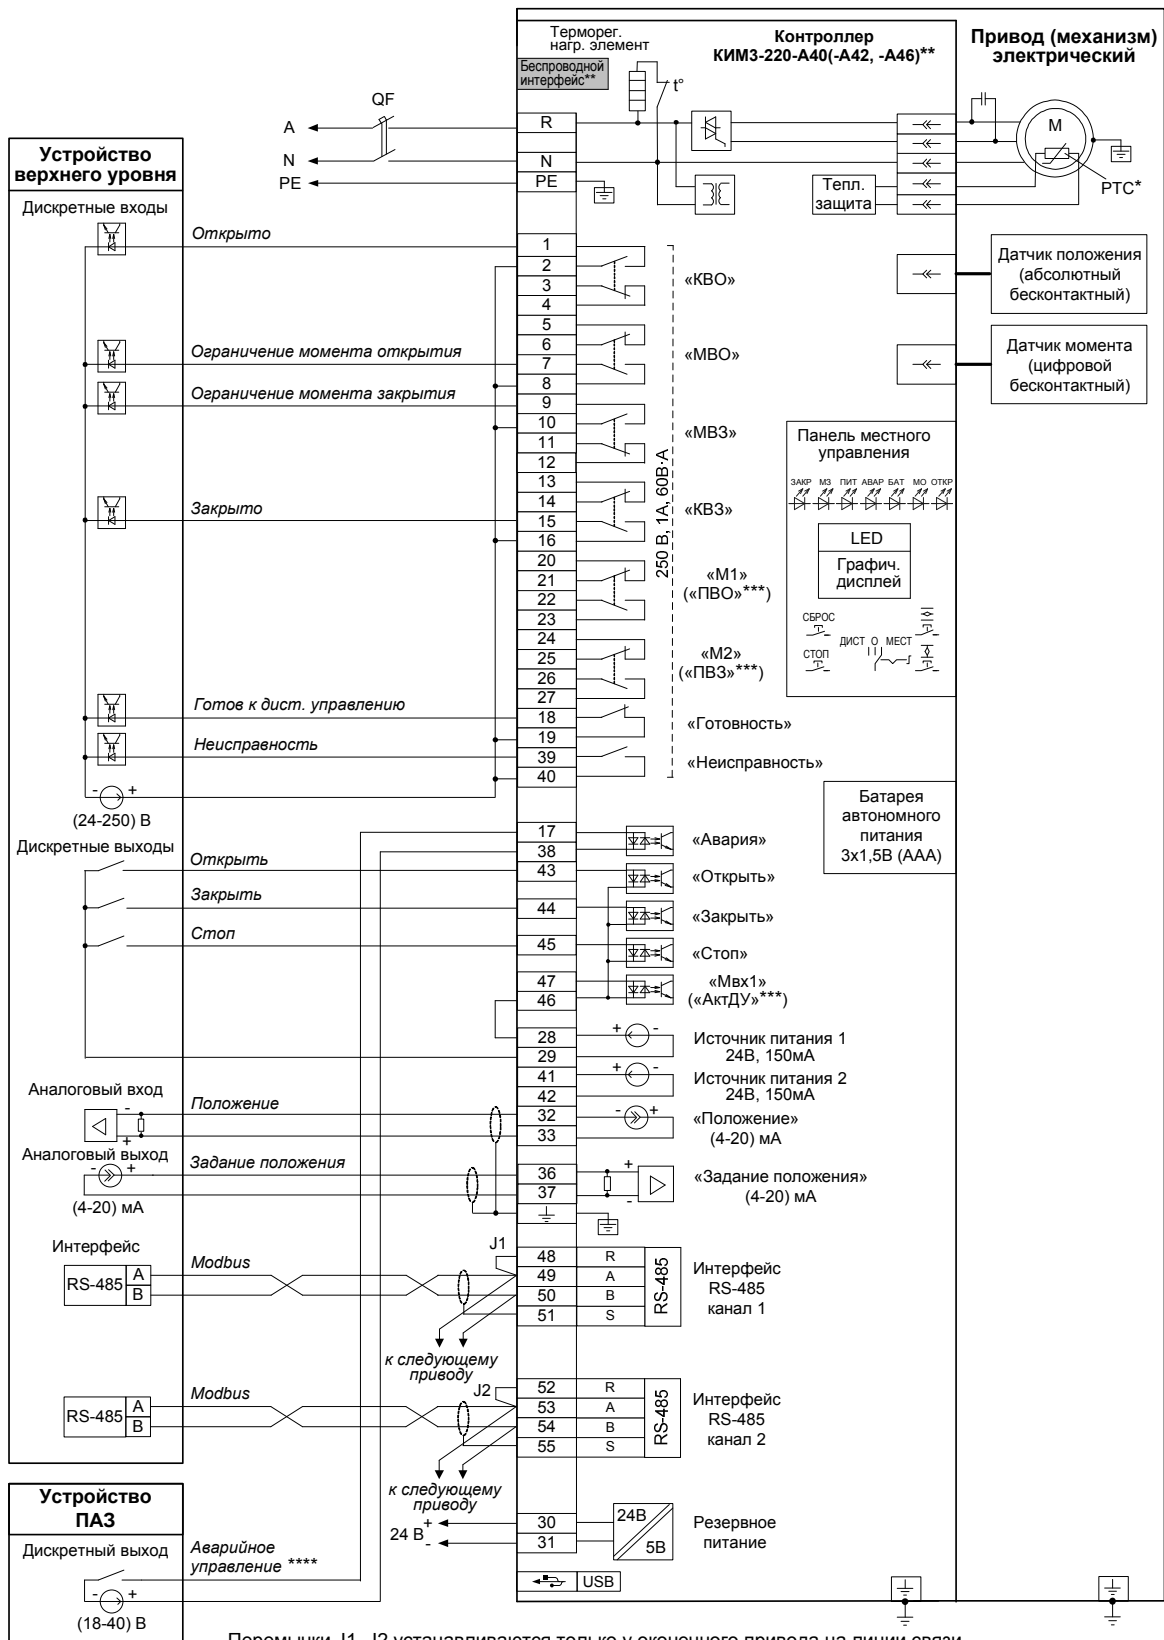 Терморег.
нагр. элемент
Контроллер
КИМ3-220-А40(-А42, -А46)**
Привод (механизм)
электрический
Беспроводной
интерфейс**
t°
QF
A
N
PE
R
N
PE
Тепл.
защита
M
PTC*
Устройство
верхнего уровня
Дискретные входы
Открыто
Ограничение момента открытия
Ограничение момента закрытия
Закрыто
Готов к дист. управлению
Неисправность
- +
(24-250) В
1
2
3
4
«КВО»
5
6
7
8
«МВО»
9
10
11
12
«МВЗ»
13
14
15
16
«КВЗ»
20
21
22
23
«М1»
(«ПВО»***)
24
25
26
27
«М2»
(«ПВЗ»***)
18
19
«Готовность»
39
40
«Неисправность»
250 В, 1А, 60В·А
Датчик положения
(абсолютный
бесконтактный)
Датчик момента
(цифровой
бесконтактный)
Панель местного
управления
ЗАКР МЗ ПИТ АВАР БАТ МО ОТКР
LED
Графич.
дисплей
СБРОС
СТОП
ДИСТ О МЕСТ
Батарея
автономного
питания
3х1,5В (ААА)
Дискретные выходы
Открыть
Закрыть
Стоп
17
38
«Авария»
43
«Открыть»
44
«Закрыть»
45
«Стоп»
47
46
«Мвх1»
(«АктДУ»***)
28
29
+ -
Источник питания 1
24В, 150мА
41
42
+ -
Источник питания 2
24В, 150мА
Аналоговый вход
-
+
Положение
32
33
- +
«Положение»
(4-20) мА
Аналоговый выход
- +
(4-20) мА
Задание положения
36
37
+
-
«Задание положения»
(4-20) мА
Интерфейс
RS-485
A
B
Modbus
J1
48 R
49 A
50 B
51 S
RS-485
Интерфейс
RS-485
канал 1
к следующему
приводу
RS-485
A
B
Modbus
J2
52 R
53 A
54 B
55 S
RS-485
Интерфейс
RS-485
канал 2
к следующему
приводу
24 В
+
-
30
31
24В
5В
Резервное
питание
USB
Устройство
ПАЗ
Дискретный выход
Аварийное
управление ****
- +
(18-40) В
Перемычки J1, J2 устанавливаются только у оконечного привода на линии связи